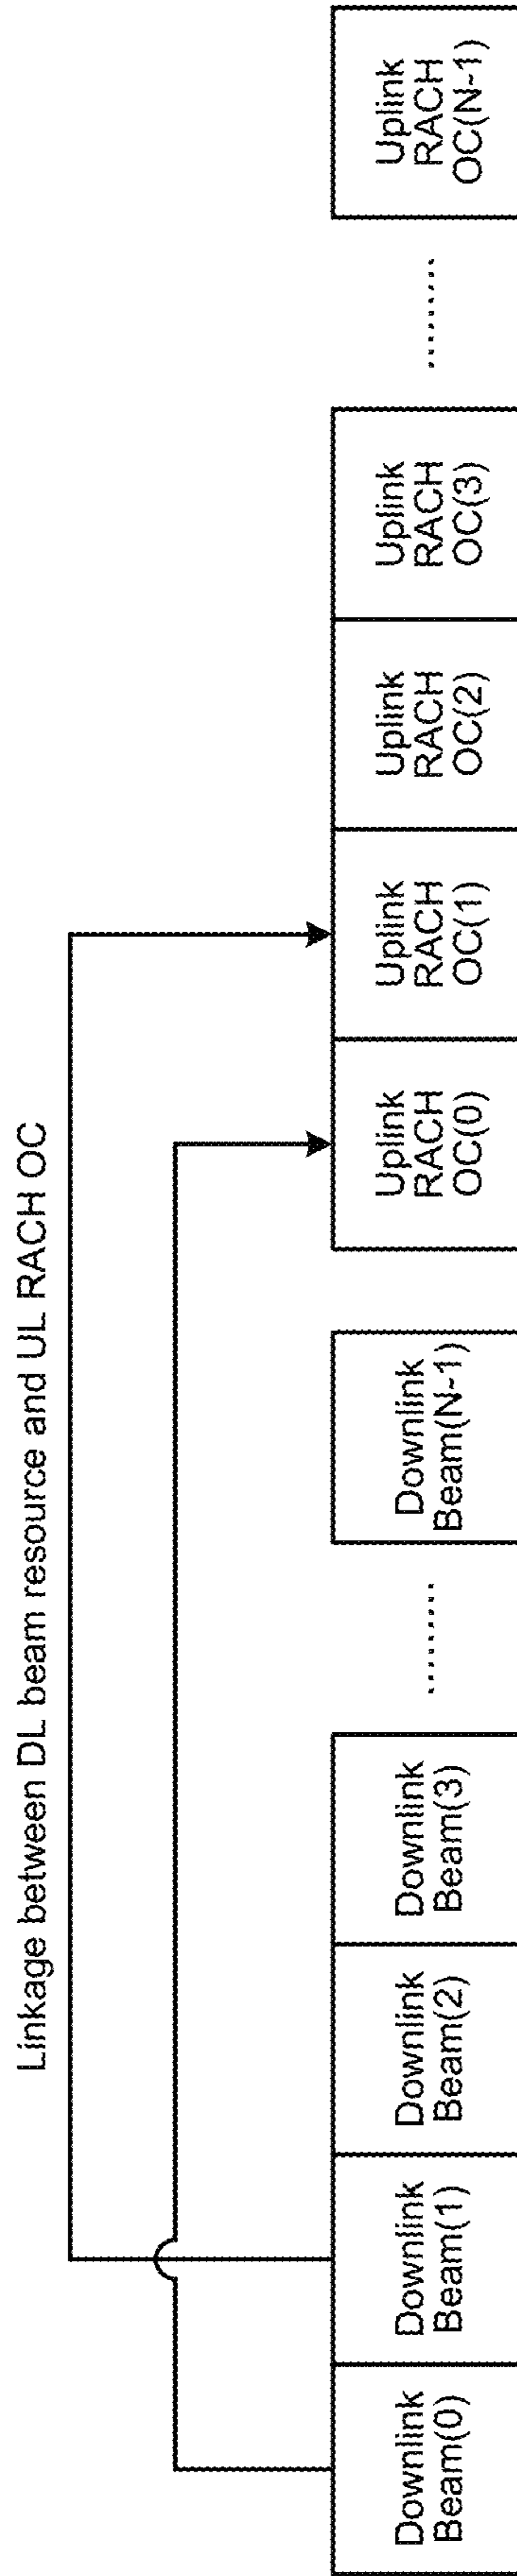 Linkage between DL beam resource and UL RACH OC
Downlink
Beam(0)
Downlink
Beam(1)
Downlink
Beam(2)
Downlink
Beam(3)
........
Downlink
Beam(N-1)
Uplink
RACH
OC(0)
Uplink
RACH
OC(1)
Uplink
RACH
OC(2)
Uplink
RACH
OC(3)
........
Uplink
RACH
OC(N-1)